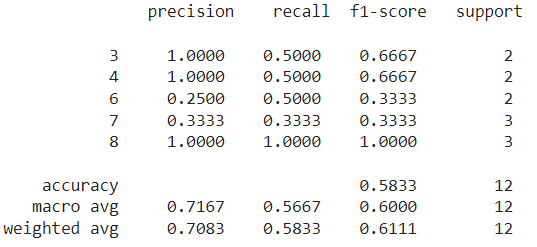 precision recall f1-score support
3 1.0000 0.5000 0.6667 2
4 1.0000 0.5000 0.6667 2
6 0.2500 0.5000 0.3333 2
7 0.3333 0.3333 0.3333 3
8 1.0000 1.0000 1.0000 3
accuracy 0.5833 12
macro avg 0.7167 0.5667 0.6000 12
weighted avg 0.7083 0.5833 0.6111 12